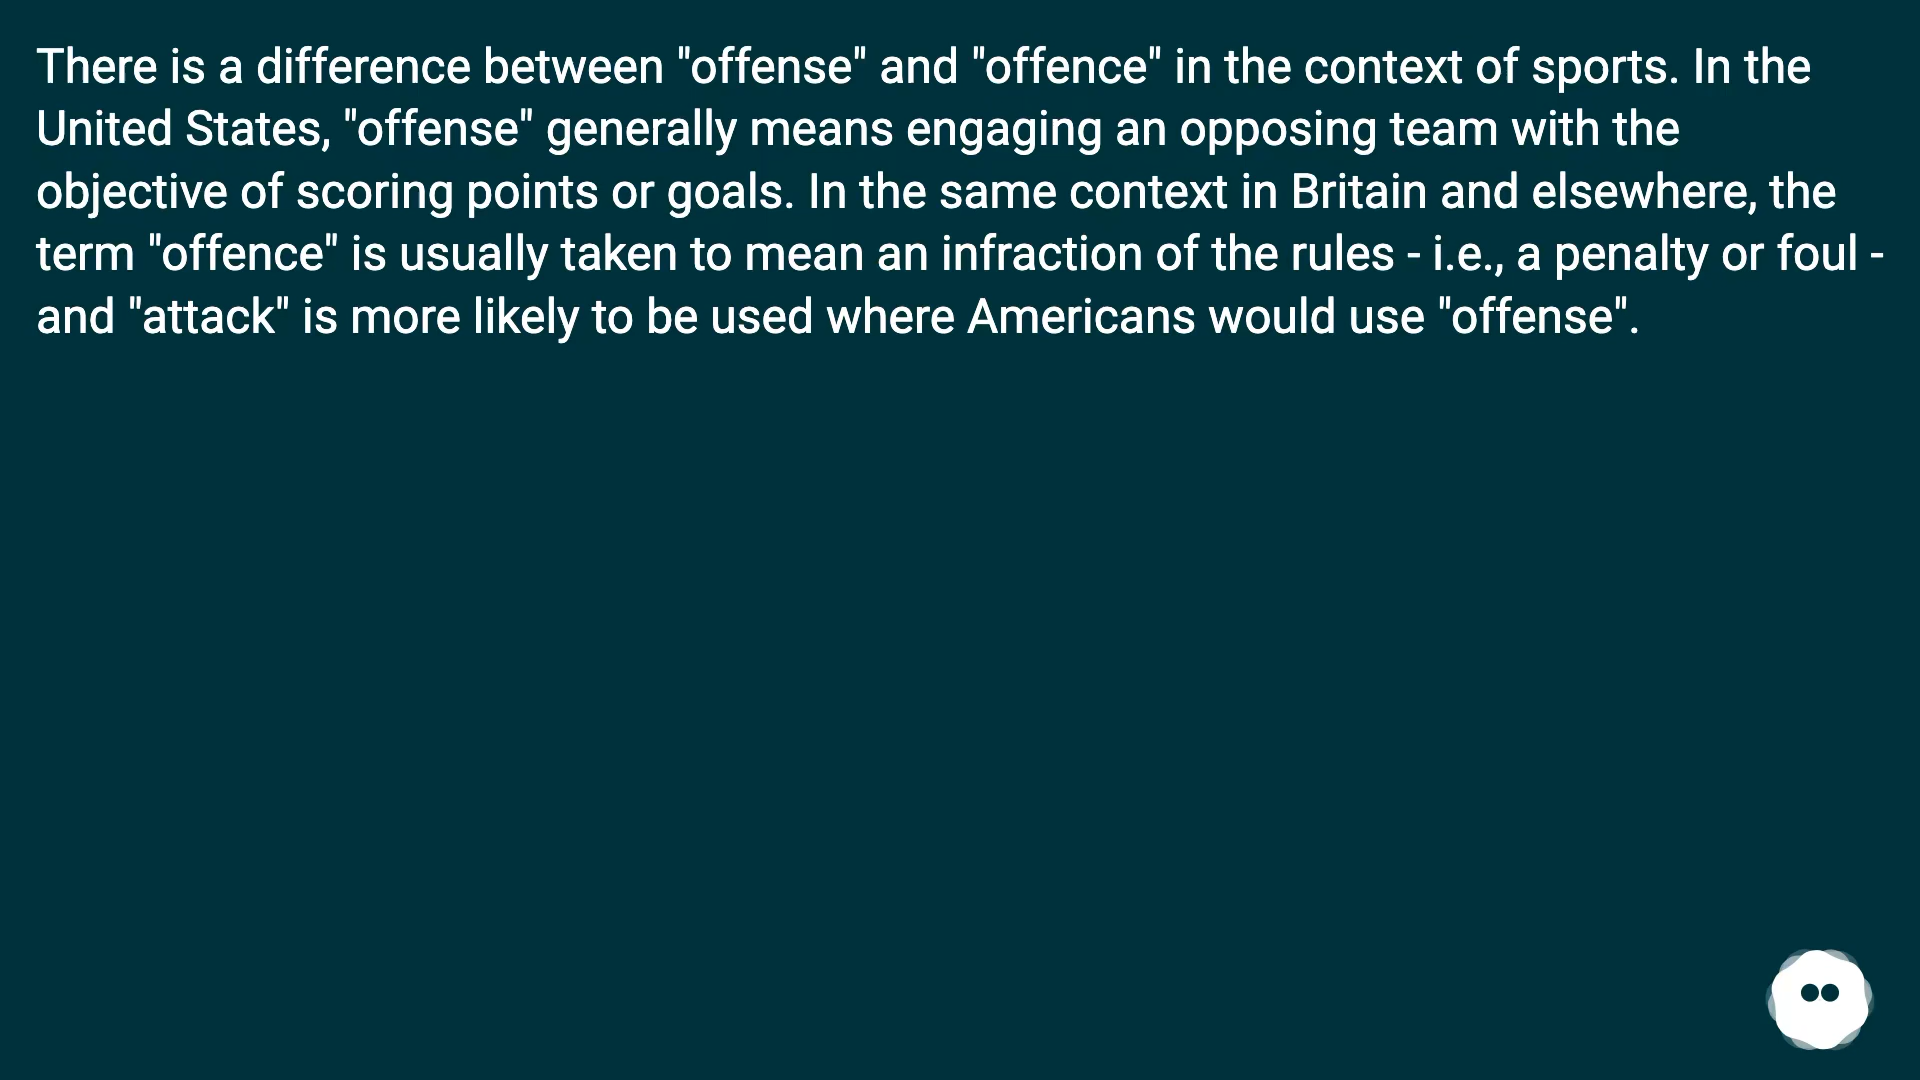 There is a difference between "offense" and "offence" in the context of sports. In the
United States, "offense" generally means engaging an opposing team with the
objective of scoring points or goals. In the same context in Britain and elsewhere, the
term "offence" is usually taken to mean an infraction of the rules - i.e., a penalty or foul -
and "attack" is more likely to be used where Americans would use "offense".